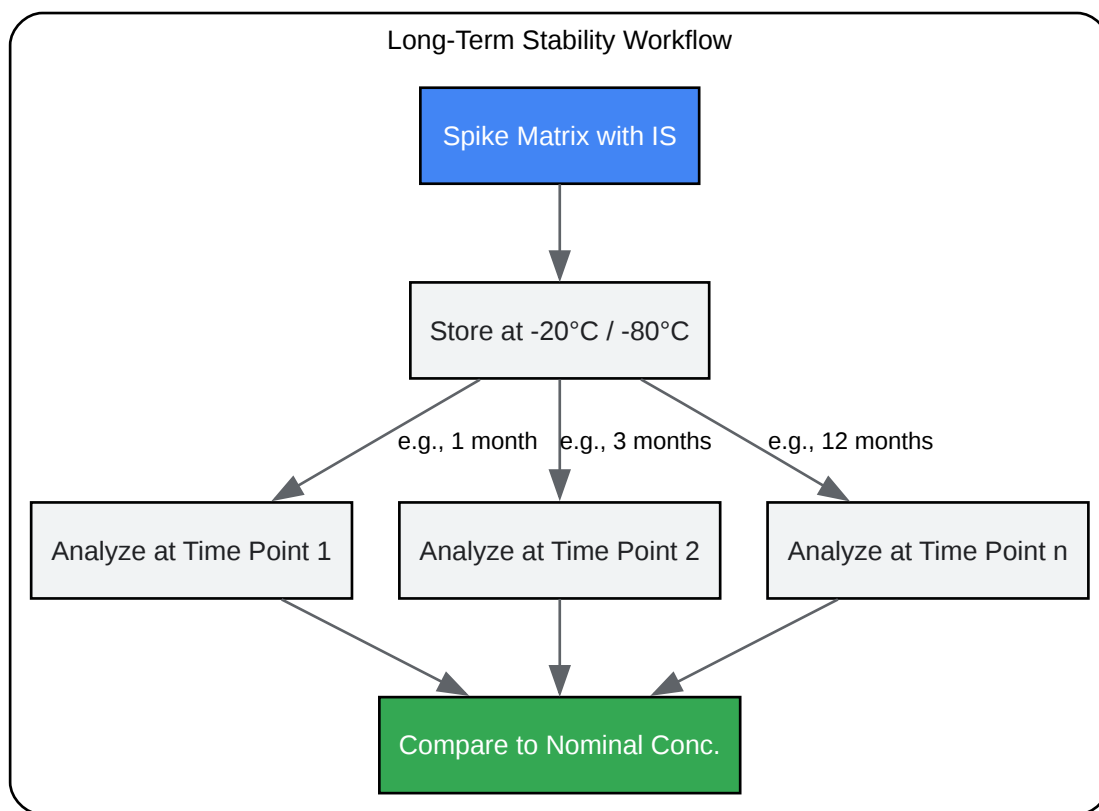 Long-Term Stability Workflow
Spike Matrix with IS
Store at -20°C / -80°C
e.g., 1 month
e.g., 3 months
e.g., 12 months
Analyze at Time Point 1
Analyze at Time Point 2
Analyze at Time Point n
Compare to Nominal Conc.